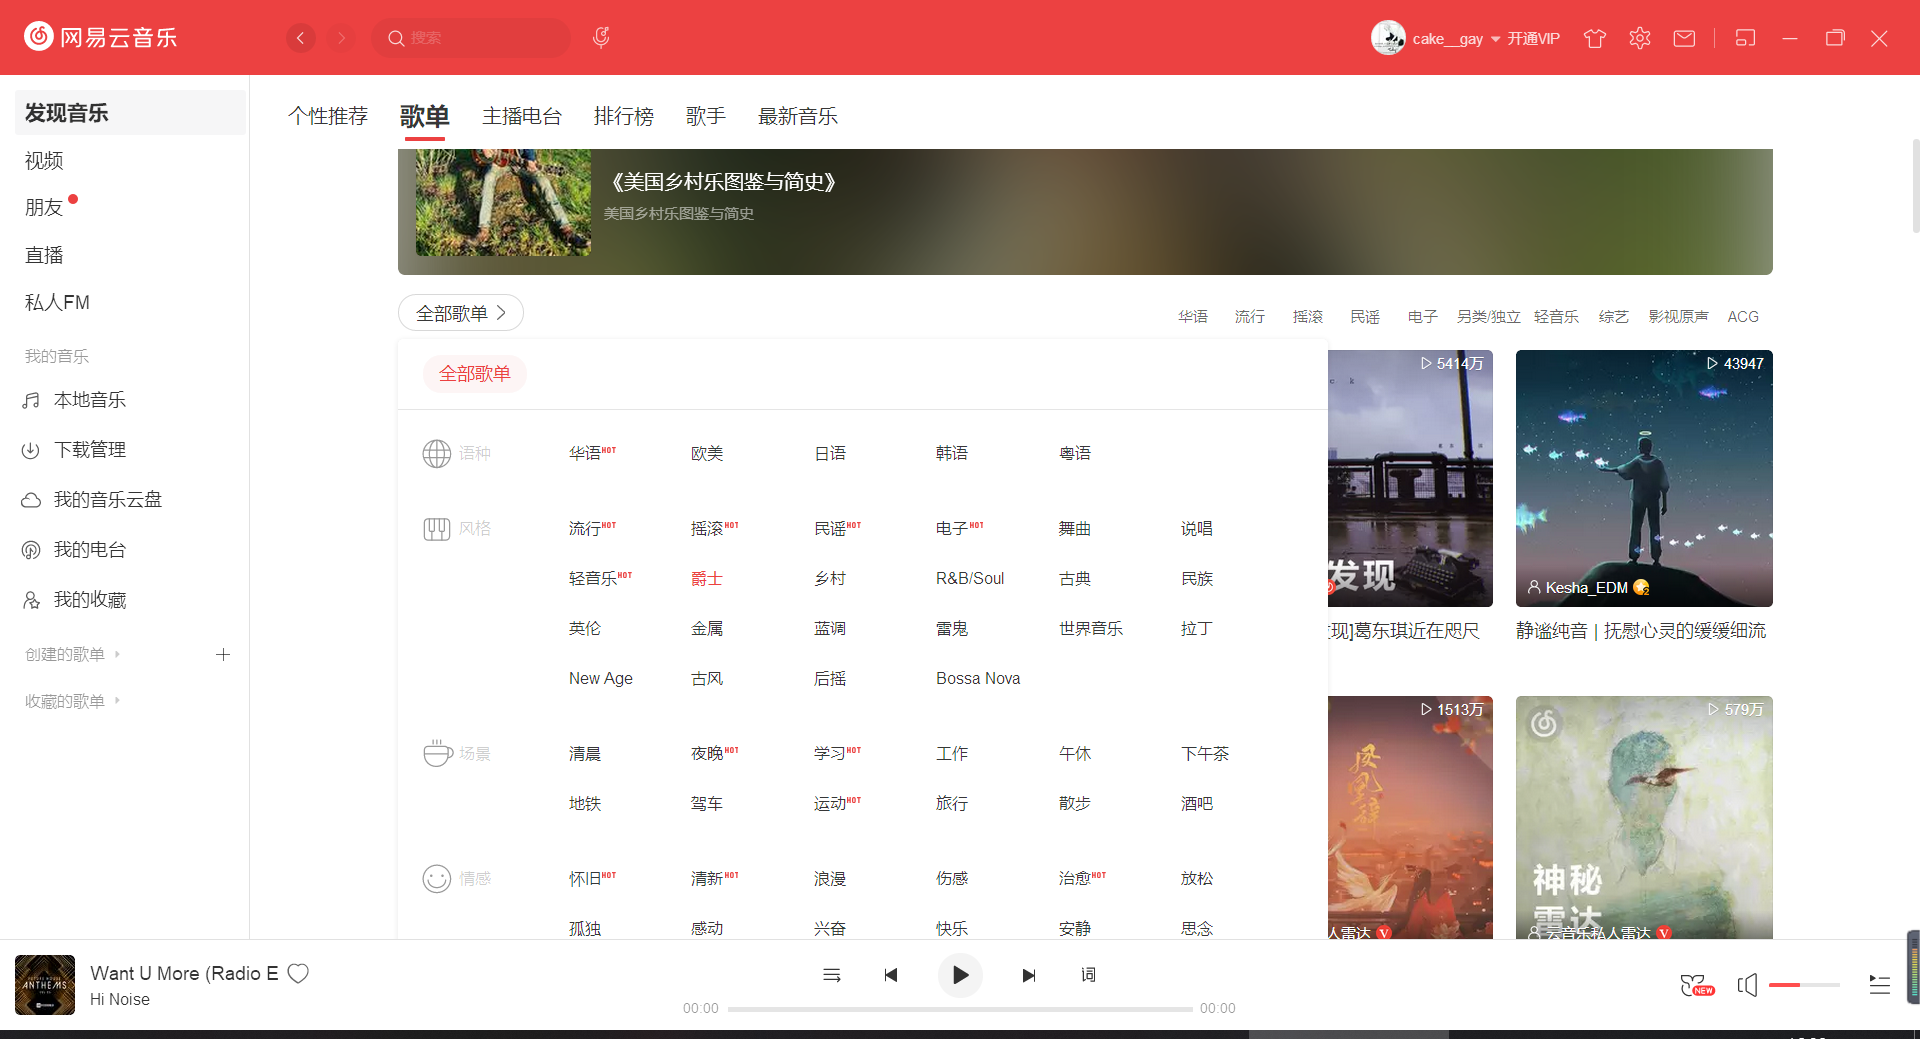 网易云音乐
搜索
cake__gay 开通VIP
发现音乐
视频
朋友
直播
私人FM
我的音乐
本地音乐
下载管理
我的音乐云盘
我的电台
我的收藏
创建的歌单
收藏的歌单
个性推荐 歌单 主播电台 排行榜 歌手 最新音乐
《美国乡村乐图鉴与简史》
美国乡村乐图鉴与简史
全部歌单
华语 流行 摇滚 民谣 电子 另类/独立 轻音乐 综艺 影视原声 ACG
全部歌单
语种 华语HOT 欧美 日语 韩语 粤语
风格 流行HOT 摇滚HOT 民谣HOT 电子HOT 舞曲 说唱
轻音乐HOT 爵士 乡村 R&B/Soul 古典 民族
英伦 金属 蓝调 雷鬼 世界音乐 拉丁
New Age 古风 后摇 Bossa Nova
场景 清晨 夜晚HOT 学习HOT 工作 午休 下午茶
地铁 驾车 运动HOT 旅行 散步 酒吧
情感 怀旧HOT 清新HOT 浪漫 伤感 治愈HOT 放松
孤独 感动 兴奋 快乐 安静 思念
5414万
发现
现]葛东琪近在咫尺
43947
Kesha_EDM
静谧纯音 | 抚慰心灵的缓缓细流
1513万
凤凰辞
人雷达
579万
神秘
雷达
云音乐私人雷达
ANTHEMS
Want U More (Radio E
Hi Noise
词
00:00 00:00
NEW